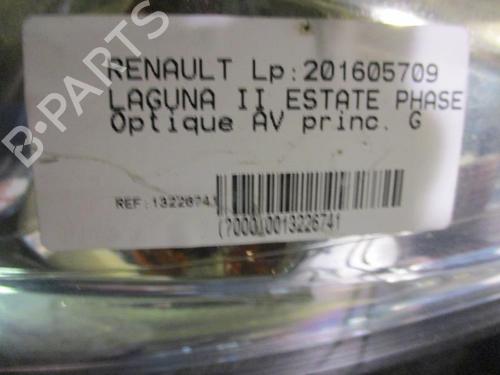 B-PARTS
RENAULT Lp:201605709
LAGUNA II ESTATE PHASE
Optique AV princ. G
REF:13226741
(7000)0013226741